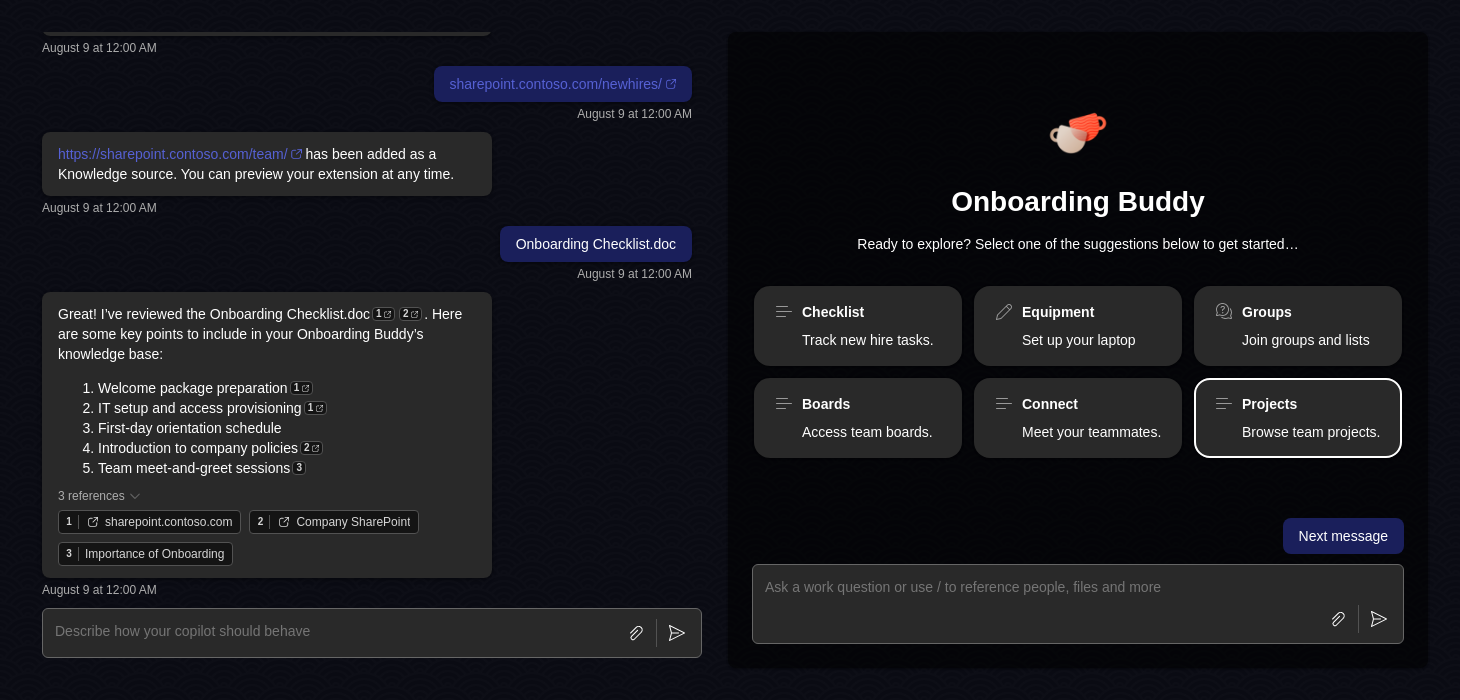 August 9 at 12:00 AM
sharepoint.contoso.com/newhires/
August 9 at 12:00 AM
https://sharepoint.contoso.com/team/ has been added as a
Knowledge source. You can preview your extension at any time.
August 9 at 12:00 AM
Onboarding Checklist.doc
August 9 at 12:00 AM
Great! I’ve reviewed the Onboarding Checklist.doc 1 2 . Here
are some key points to include in your Onboarding Buddy’s
knowledge base:
1. Welcome package preparation 1
2. IT setup and access provisioning 1
3. First-day orientation schedule
4. Introduction to company policies 2
5. Team meet-and-greet sessions 3
3 references
1 sharepoint.contoso.com 2 Company SharePoint
3 Importance of Onboarding
August 9 at 12:00 AM
Describe how your copilot should behave
Onboarding Buddy
Ready to explore? Select one of the suggestions below to get started…
Checklist
Track new hire tasks.
Equipment
Set up your laptop
Groups
Join groups and lists
Boards
Access team boards.
Connect
Meet your teammates.
Projects
Browse team projects.
Next message
Ask a work question or use / to reference people, files and more